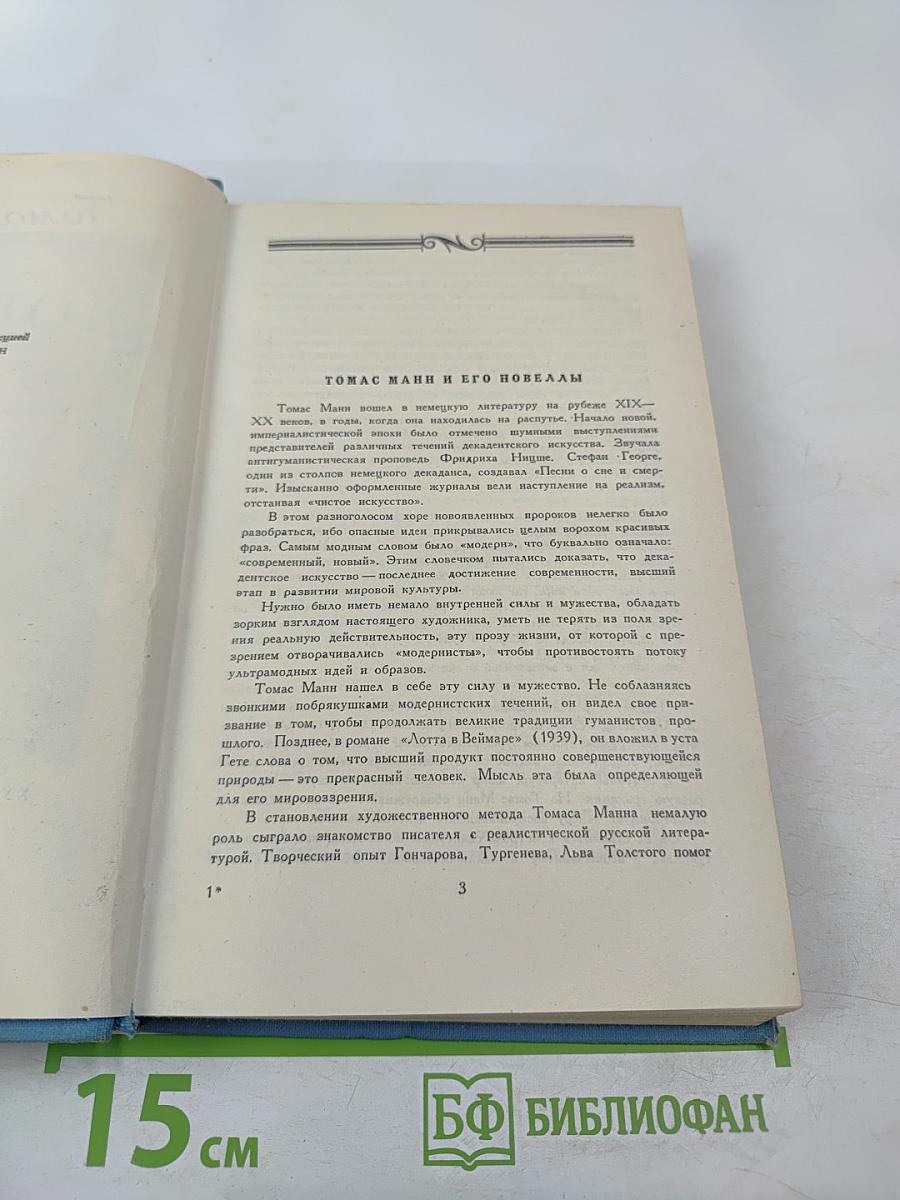 Тома
кцией
н
ТОМАС МАНН И ЕГО НОВЕЛЛЫ
Томас Манн вошел в немецкую литературу на рубеже XIX—
XX веков, в годы, когда она находилась на распутье. Начало новой,
империалистической эпохи было отмечено шумными выступлениями
представителей различных течений декадентского искусства. Звучала
антигуманистическая проповедь Фридриха Ницше. Стефан Георге,
один из столпов немецкого декаданса, создавал «Песни о сне и смер-
ти». Изысканно оформленные журналы вели наступление на реализм,
отстаивая «чистое искусство».
В этом разноголосом хоре новоявленных пророков нелегко было
разобраться, ибо опасные идеи прикрывались целым ворохом красивых
фраз. Самым модным словом было «модерн», что буквально означало:
«современный, новый». Этим словечком пытались доказать, что дека-
дентское искусство — последнее достижение современности, высший
этап в развитии мировой культуры.
Нужно было иметь немало внутренней силы и мужества, обладать
зорким взглядом настоящего художника, уметь не терять из поля зре-
ния реальную действительность, эту прозу жизни, от которой с пре-
зрением отворачивались «модернисты», чтобы противостоять потоку
ультрамодных идей и образов.
Томас Манн нашел в себе эту силу и мужество. Не соблазняясь
звонкими побрякушками модернистских течений, он видел свое при-
звание в том, чтобы продолжать великие традиции гуманистов про-
шлого. Позднее, в романе «Лотта в Веймаре» (1939), он вложил в уста
Гете слова о том, что высший продукт постоянно совершенствующейся
природы — это прекрасный человек. Мысль эта была определяющей
для его мировоззрения.
В становлении художественного метода Томаса Манна немалую
роль сыграло знакомство писателя с реалистической русской литера-
турой. Творческий опыт Гончарова, Тургенева, Льва Толстого помог
1*
3
15 см
БФ БИБЛИОФАН